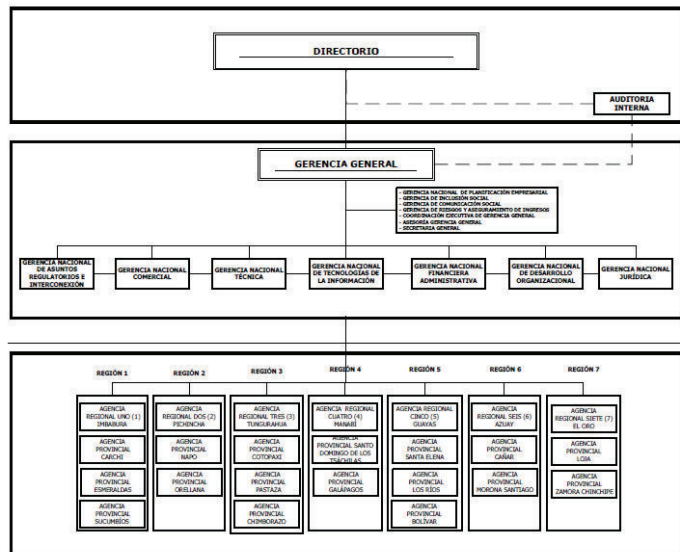 DIRECTORIO
AUDITORIA
INTERNA
GERENCIA GENERAL
- GERENCIA NACIONAL DE PLANIFICACIÓN EMPRESARIAL
- GERENCIA DE INCLUSIÓN SOCIAL
- GERENCIA DE COMUNICACIÓN SOCIAL
- GERENCIA DE RIESGOS Y ASEGURAMIENTO DE INGRESOS
- COORDINACIÓN EJECUTIVA DE GERENCIA GENERAL
- ASESORÍA GERENCIA GENERAL
- SECRETARIA GENERAL
GERENCIA NACIONAL
DE ASUNTOS
REGULATORIOS E
INTERCONEXIÓN
GERENCIA NACIONAL
COMERCIAL
GERENCIA NACIONAL
TÉCNICA
GERENCIA NACIONAL
DE TECNOLOGÍAS DE
LA INFORMACIÓN
GERENCIA NACIONAL
FINANCIERA
ADMINISTRATIVA
GERENCIA NACIONAL
DE DESARROLLO
ORGANIZACIONAL
GERENCIA NACIONAL
JURÍDICA
REGIÓN 1
AGENCIA
REGIONAL UNO (1)
IMBABURA
AGENCIA
PROVINCIAL
CARCHI
AGENCIA
PROVINCIAL
ESMERALDAS
AGENCIA
PROVINCIAL
SUCUMBÍOS
REGIÓN 2
AGENCIA
REGIONAL DOS (2)
PICHINCHA
AGENCIA
PROVINCIAL
NAPO
AGENCIA
PROVINCIAL
ORELLANA
REGIÓN 3
AGENCIA
REGIONAL TRES (3)
TUNGURAHUA
AGENCIA
PROVINCIAL
COTOPAXI
AGENCIA
PROVINCIAL
PASTAZA
AGENCIA
PROVINCIAL
CHIMBORAZO
REGIÓN 4
AGENCIA REGIONAL
CUATRO (4)
MANABÍ
AGENCIA
PROVINCIAL SANTO
DOMINGO DE LOS
TSÁCHILAS
AGENCIA
PROVINCIAL
GALÁPAGOS
REGIÓN 5
AGENCIA REGIONAL
CINCO (5)
GUAYAS
AGENCIA
PROVINCIAL
SANTA ELENA
AGENCIA
PROVINCIAL
LOS RÍOS
AGENCIA
PROVINCIAL
BOLÍVAR
REGIÓN 6
AGENCIA
REGIONAL SEIS (6)
AZUAY
AGENCIA
PROVINCIAL
CAÑAR
AGENCIA
PROVINCIAL
MORONA SANTIAGO
REGIÓN 7
AGENCIA
REGIONAL SIETE (7)
EL ORO
AGENCIA
PROVINCIAL
LOJA
AGENCIA
PROVINCIAL
ZAMORA CHINCHIPE